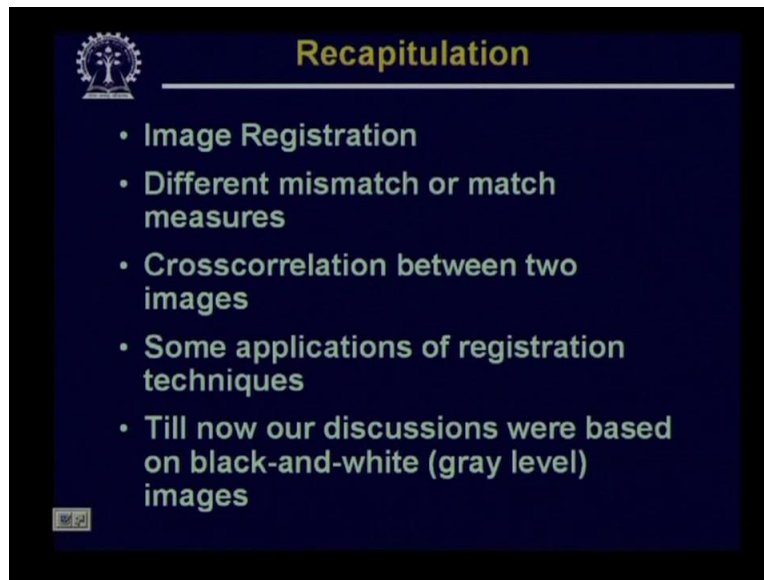 Recapitulation
• Image Registration
• Different mismatch or match
measures
• Crosscorrelation between two
images
• Some applications of registration
techniques
• Till now our discussions were based
on black-and-white (gray level)
images